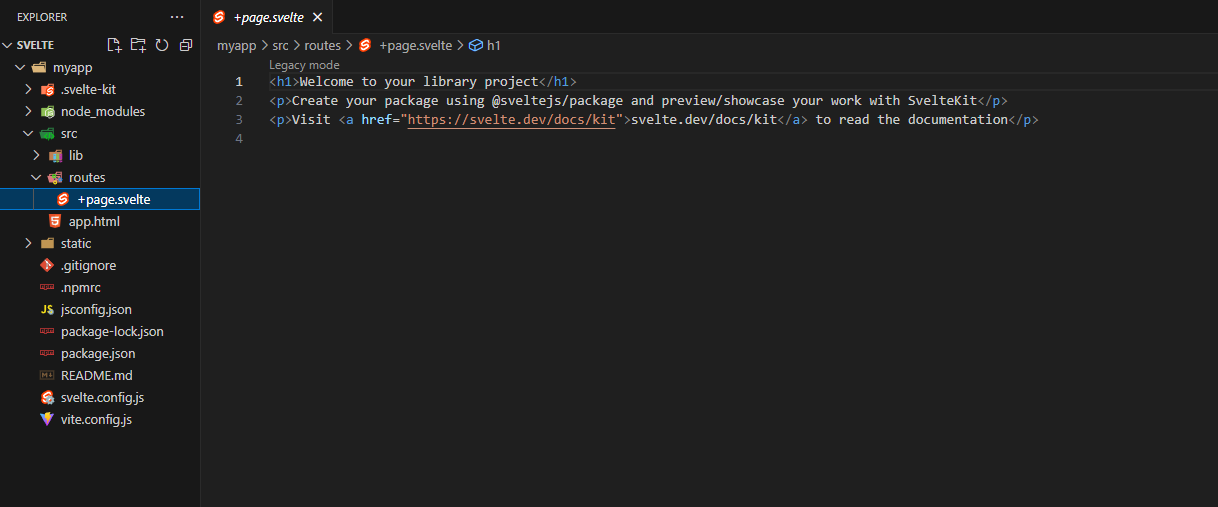 EXPLORER
SVELTE
myapp
.svelte-kit
node_modules
src
lib
routes
+page.svelte
app.html
static
.gitignore
.npmrc
JS jsconfig.json
package-lock.json
package.json
README.md
svelte.config.js
vite.config.js
+page.svelte
myapp > src > routes > +page.svelte > h1
Legacy mode
1 <h1>Welcome to your library project</h1>
2 <p>Create your package using @sveltejs/package and preview/showcase your work with SvelteKit</p>
3 <p>Visit <a href="https://svelte.dev/docs/kit">svelte.dev/docs/kit</a> to read the documentation</p>
4